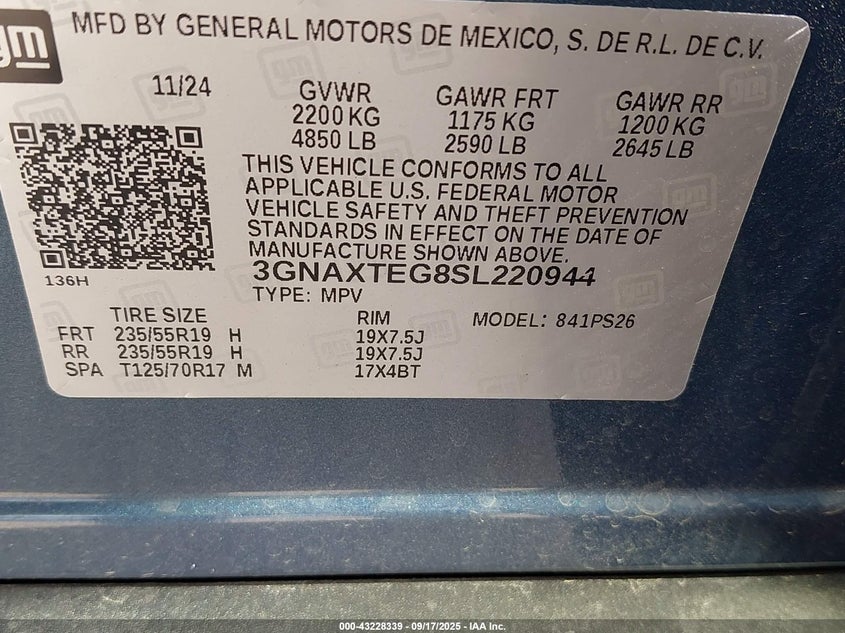 gm
MFD BY GENERAL MOTORS DE MEXICO, S. DE R.L. DE C.V.
11/24
GVWR
2200 KG
4850 LB
GAWR FRT
1175 KG
2590 LB
GAWR RR
1200 KG
2645 LB
THIS VEHICLE CONFORMS TO ALL
APPLICABLE U.S. FEDERAL MOTOR
VEHICLE SAFETY AND THEFT PREVENTION
STANDARDS IN EFFECT ON THE DATE OF
MANUFACTURE SHOWN ABOVE.
136H
3GNAXTEG8SL220944
TYPE: MPV
TIRE SIZE RIM MODEL: 841PS26
FRT 235/55R19 H 19X7.5J
RR 235/55R19 H 19X7.5J
SPA T125/70R17 M 17X4BT
000-43228339 - 09/17/2025 - IAA Inc.